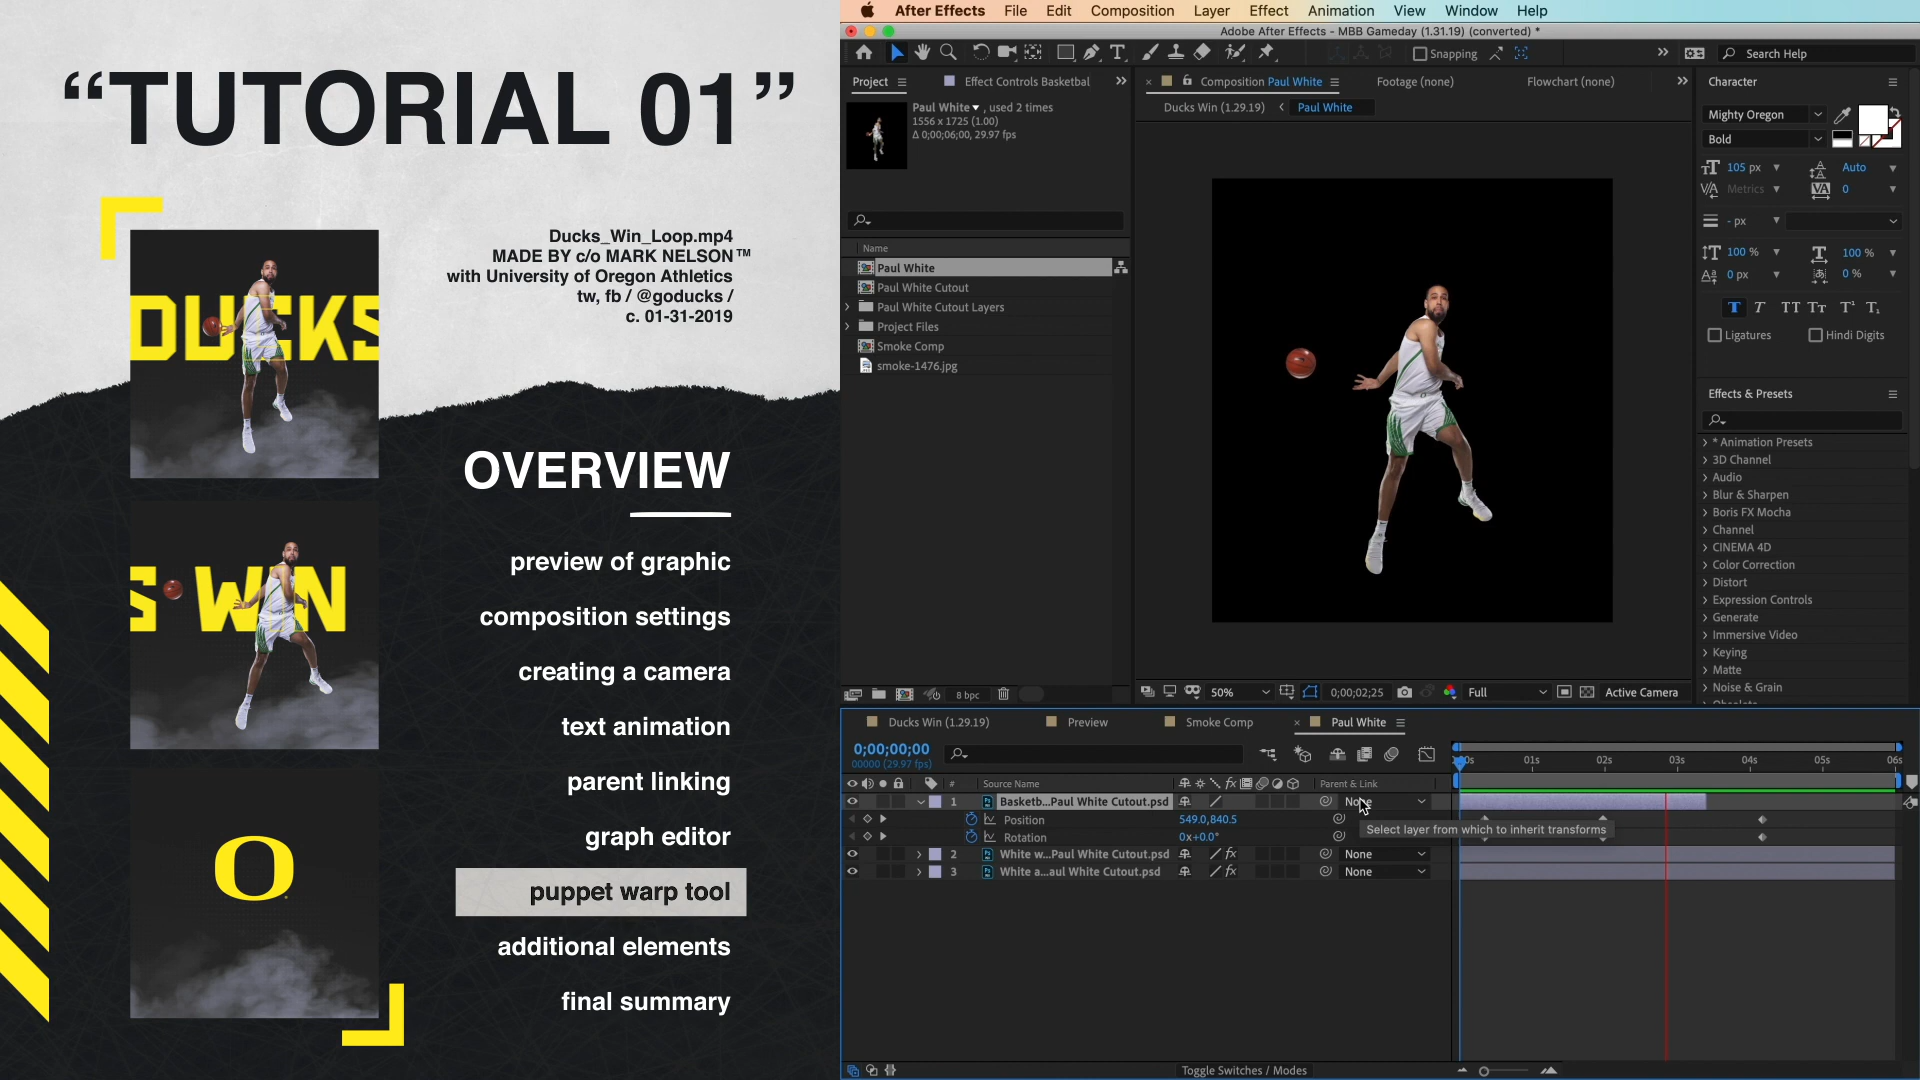 “TUTORIAL 01”
Ducks_Win_Loop.mp4
MADE BY c/o MARK NELSON™
with University of Oregon Athletics
tw, fb / @goducks /
c. 01-31-2019
DUCKS
S WIN
O
OVERVIEW
preview of graphic
composition settings
creating a camera
text animation
parent linking
graph editor
puppet warp tool
additional elements
final summary
After Effects File Edit Composition Layer Effect Animation View Window Help
Adobe After Effects - MBB Gameday (1.31.19) (converted) *
Snapping
Search Help
Project
Effect Controls Basketbal
Composition Paul White
Footage (none)
Flowchart (none)
Paul White , used 2 times
1556 x 1725 (1.00)
Δ 0;00;06;00, 29.97 fps
Ducks Win (1.29.19) Paul White
Name
Paul White
Paul White Cutout
Paul White Cutout Layers
Project Files
Smoke Comp
smoke-1476.jpg
8 bpc
50%
0;00;02;25
Full
Active Camera
Character
Mighty Oregon
Bold
105 px
Auto
Metrics
0
- px
100 %
100 %
0 px
0 %
T T TT Tт T¹ T₁
Ligatures
Hindi Digits
Effects & Presets
* Animation Presets
3D Channel
Audio
Blur & Sharpen
Boris FX Mocha
Channel
CINEMA 4D
Color Correction
Distort
Expression Controls
Generate
Immersive Video
Keying
Matte
Noise & Grain
Ducks Win (1.29.19)
Preview
Smoke Comp
Paul White
0;00;00;00
00000 (29.97 fps)
01s 02s 03s 04s 05s 06s
# Source Name
Parent & Link
1 Basketb...Paul White Cutout.psd None
Position 549.0,840.5
Rotation 0x+0.0°
Select layer from which to inherit transforms
2 White w...Paul White Cutout.psd fx None
3 White a...aul White Cutout.psd fx None
Toggle Switches / Modes